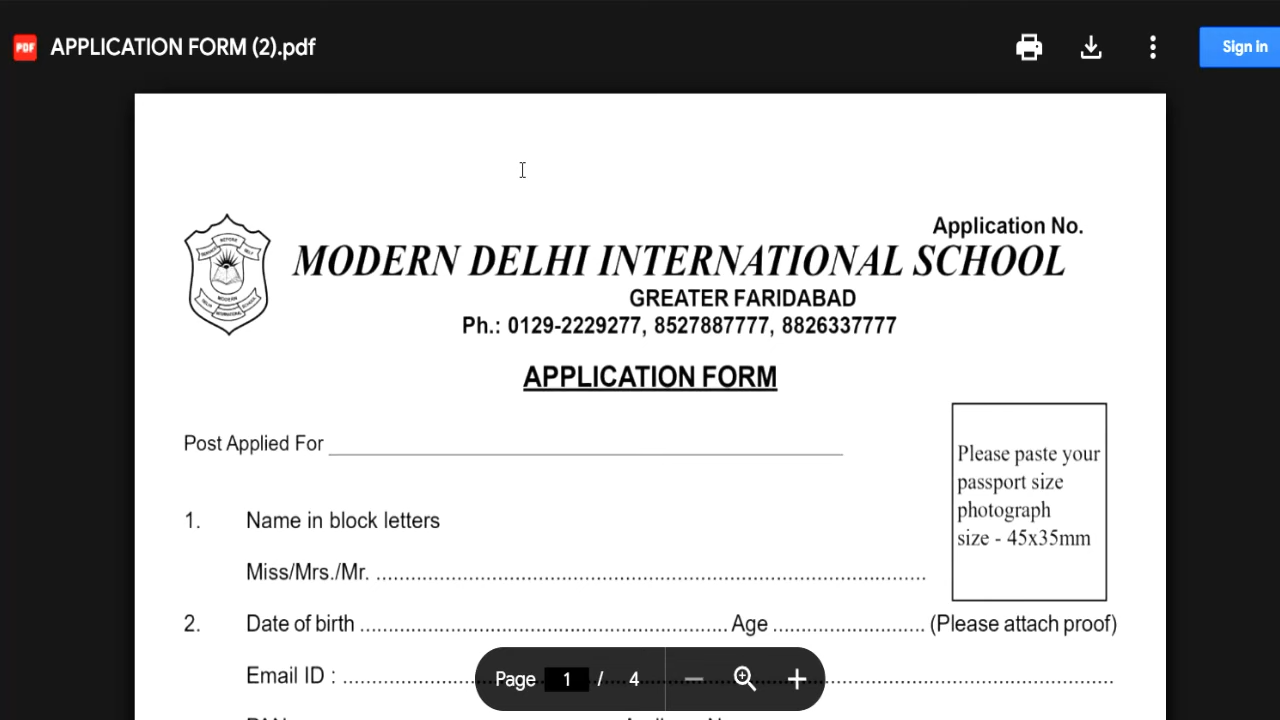 PDF APPLICATION FORM (2).pdf
Sign in
Application No.
MODERN DELHI INTERNATIONAL SCHOOL
GREATER FARIDABAD
Ph.: 0129-2229277, 8527887777, 8826337777
APPLICATION FORM
Post Applied For
Please paste your
passport size
photograph
size - 45x35mm
1. Name in block letters
Miss/Mrs./Mr.
2. Date of birth Age (Please attach proof)
Email ID :
Page 1 / 4